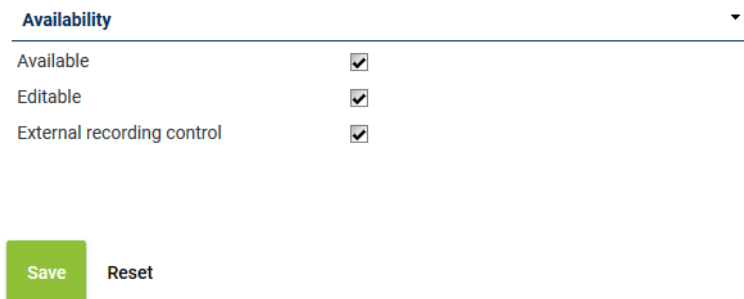 Availability
Available
Editable
External recording control
Save Reset